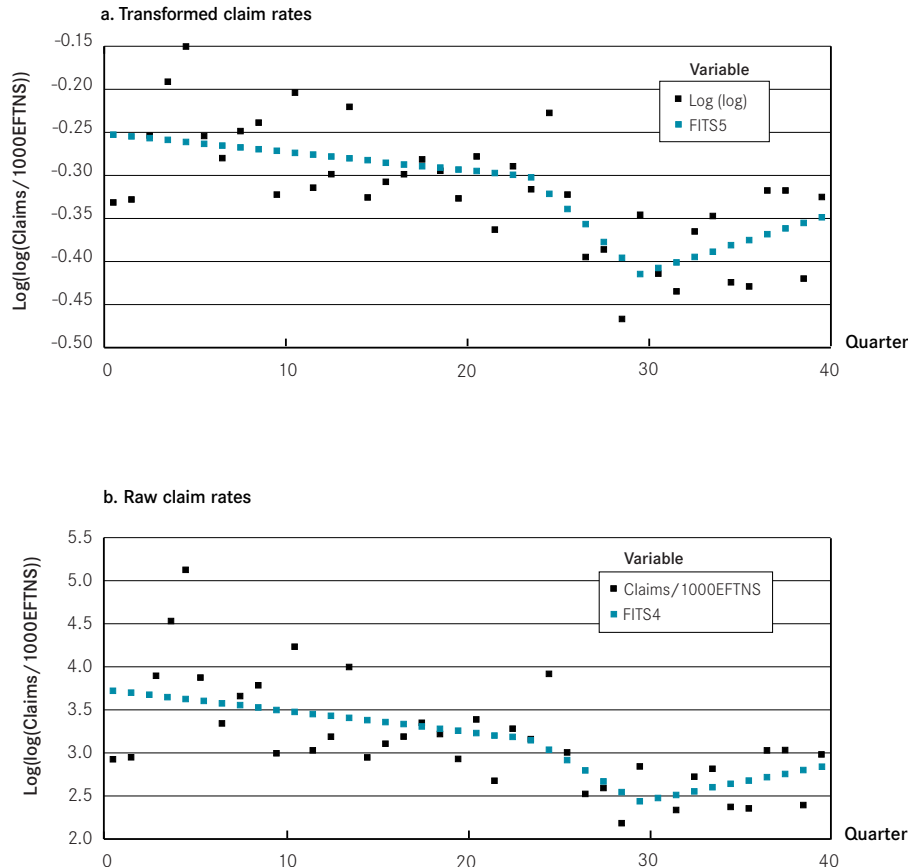 a. Transformed claim rates
Log(log(Claims/1000EFTNS))
-0.15
-0.20
-0.25
-0.30
-0.35
-0.40
-0.45
-0.50
Variable
Log (log)
FITS5
0
10
20
30
40
Quarter
b. Raw claim rates
Log(log(Claims/1000EFTNS))
5.5
5.0
4.5
4.0
3.5
3.0
2.5
2.0
Variable
Claims/1000EFTNS
FITS4
0
10
20
30
40
Quarter